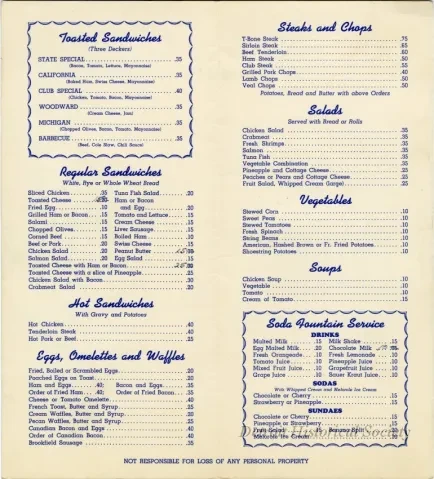 Toasted Sandwiches
(Three Deckers)
STATE SPECIAL .35
(Bacon, Tomato, Lettuce, Mayonnaise)
CALIFORNIA .35
(Baked Ham, Swiss Cheese, Mayonnaise)
CLUB SPECIAL .40
(Chicken, Tomato, Bacon, Mayonnaise)
WOODWARD .35
(Cream Cheese, Jam)
MICHIGAN .35
(Chopped Olives, Bacon, Tomato, Mayonnaise)
BARBECUE .35
(Beef, Cole Slaw, Chili Sauce)
Regular Sandwiches
White, Rye or Whole Wheat Bread
Sliced Chicken .35 Tuna Fish Salad .20
Toasted Cheese Ham or Bacon
Fried Egg .10 and Egg .20
Grilled Ham or Bacon .15 Tomato and Lettuce .15
Salami .15 Cream Cheese .15
Chopped Olives .15 Liver Sausage .15
Corned Beef .15 Boiled Ham .10
Beef or Pork .20 Swiss Cheese .15
Chicken Salad .20 Peanut Butter 15
Salmon Salad .20 Egg Salad .15
Toasted Cheese with Ham or Bacon 25
Toasted Cheese with a slice of Pineapple .25
Chicken Salad with Bacon .30
Crabmeat Salad .20
Hot Sandwiches
With Gravy and Potatoes
Hot Chicken .40
Tenderloin Steak .40
Hot Pork or Beef .25
Eggs, Omelettes and Waffles
Fried, Boiled or Scrambled Eggs .20
Poached Eggs on Toast .20
Ham and Eggs .40; Bacon and Eggs .35
Order of Fried Ham .40; Order of Fried Bacon .35
Cheese or Tomato Omelette .40
French Toast, Butter and Syrup .25
Cream Waffles, Butter and Syrup .25
Pecan Waffles, Butter and Syrup .25
Canadian Bacon and Eggs .40
Order of Canadian Bacon .40
Brookfield Sausage .35
Steaks and Chops
T-Bone Steak .75
Sirloin Steak .65
Beef Tenderloin .60
Ham Steak .50
Club Steak .55
Grilled Pork Chops .40
Lamb Chops .50
Veal Chops .50
Potatoes, Bread and Butter with above Orders
Salads
Served with Bread or Rolls
Chicken Salad .35
Crabmeat .35
Fresh Shrimps .35
Salmon .35
Tuna Fish .35
Vegetable Combination .35
Pineapple and Cottage Cheese .25
Peaches or Pears and Cottage Cheese .25
Fruit Salad, Whipped Cream (large) .25
Vegetables
Stewed Corn .10
Sweet Peas .10
Stewed Tomatoes .10
Fresh Spinach .10
String Beans .10
American, Hashed Brown or Fr. Fried Potatoes .10
Shoestring Potatoes .10
Soups
Chicken Soup .10
Vegetable .10
Tomato .10
Cream of Tomato .15
Soda Fountain Service
DRINKS
Malted Milk .15 Milk Shake .15
Egg Malted Milk .20 Chocolate Milk
Fresh Orangeade .10 Fresh Lemonade .10
Tomato Juice .10 Pineapple Juice .10
Mixed Fruit Juice .10 Grapefruit Juice .10
Grape Juice .10 Sauer Kraut Juice .10
SODAS
With Whipped Cream and Ice Cream
Chocolate or Cherry .15
Strawberry or Pineapple .15
SUNDAES
Chocolate or Cherry .15
Pineapple or Strawberry .15
Fruit Salad .15 Banana Split
Ice Cream .10
Historical Society
NOT RESPONSIBLE FOR LOSS OF ANY PERSONAL PROPERTY